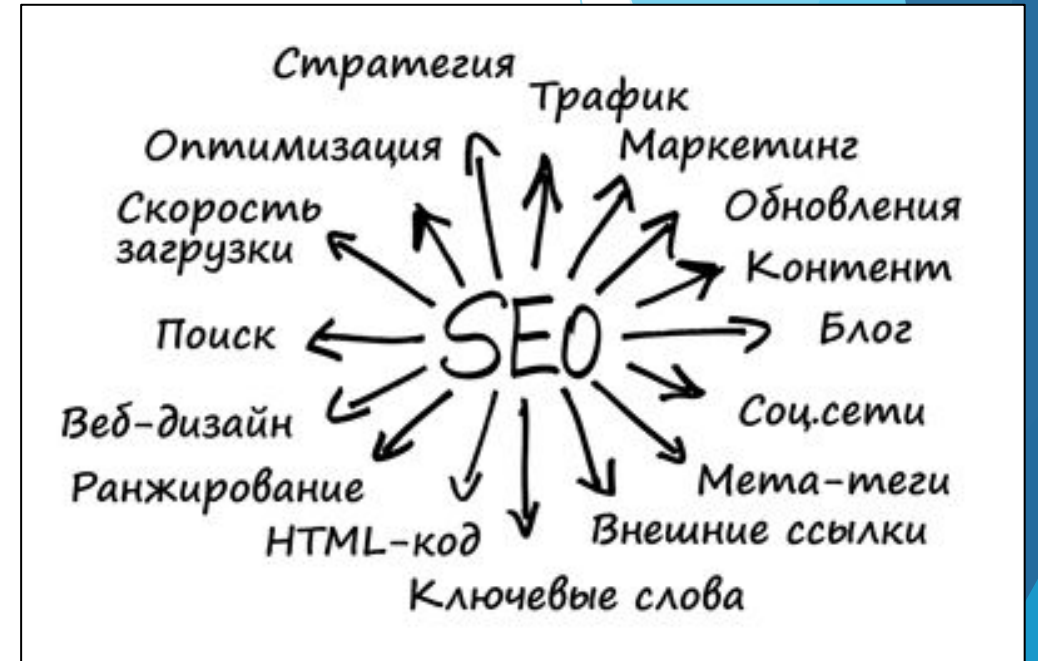 Стратегия
Трафик
Оптимизация
Маркетинг
Скорость
загрузки
Обновления
Контент
Поиск
SEO
Блог
Веб-дизайн
Соц.сети
Ранжирование
Мета-теги
HTML-код
Внешние ссылки
Ключевые слова